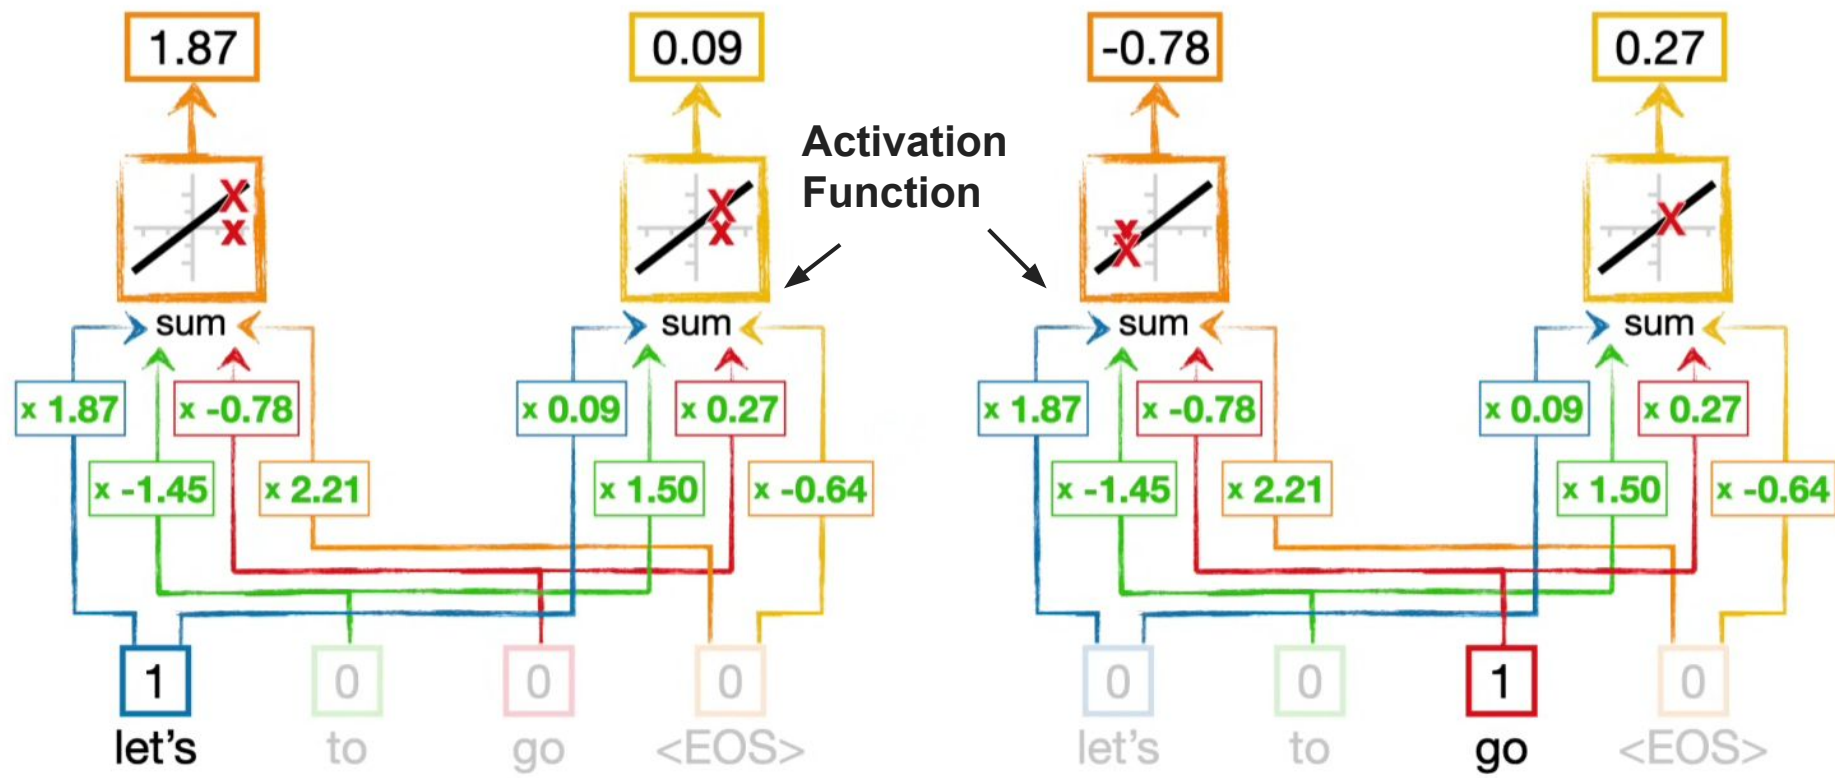 1.87 0.09 -0.78 0.27
Activation
Function
sum sum sum sum
x 1.87 x -0.78 x 0.09 x 0.27 x 1.87 x -0.78 x 0.09 x 0.27
x -1.45 x 2.21 x 1.50 x -0.64 x -1.45 x 2.21 x 1.50 x -0.64
1 0 0 0 0 0 1 0
let's to go <EOS> let's to go <EOS>